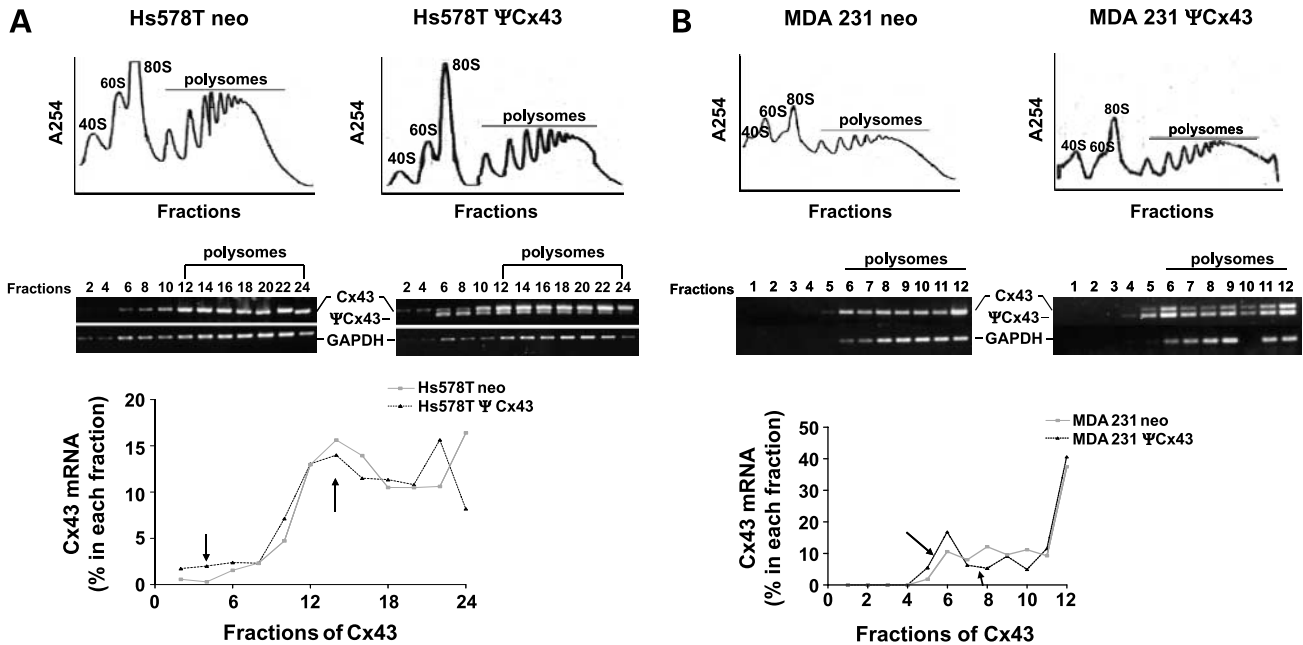 A
Hs578T neo
Hs578T ΨCx43
A254
40S
60S
80S
polysomes
Fractions
40S
60S
80S
polysomes
Fractions
polysomes
polysomes
Fractions 2 4 6 8 10 12 14 16 18 20 22 24
2 4 6 8 10 12 14 16 18 20 22 24
Cx43
ΨCx43
GAPDH
Hs578T neo
Hs578T Ψ Cx43
Cx43 mRNA
(% in each fraction)
20
15
10
5
0
0 6 12 18 24
Fractions of Cx43
B
MDA 231 neo
MDA 231 ΨCx43
A254
40S
60S
80S
polysomes
Fractions
A254
40S
60S
80S
polysomes
Fractions
polysomes
polysomes
Fractions 1 2 3 4 5 6 7 8 9 10 11 12
1 2 3 4 5 6 7 8 9 10 11 12
Cx43
ΨCx43
GAPDH
MDA 231 neo
MDA 231 ΨCx43
Cx43 mRNA
(% in each fraction)
50
40
30
20
10
0
0 2 4 6 8 10 12
Fractions of Cx43